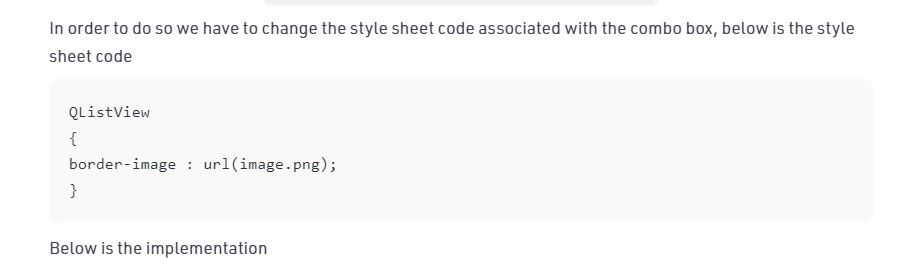 In order to do so we have to change the style sheet code associated with the combo box, below is the style
sheet code
QListView
{
border-image : url(image.png);
}
Below is the implementation